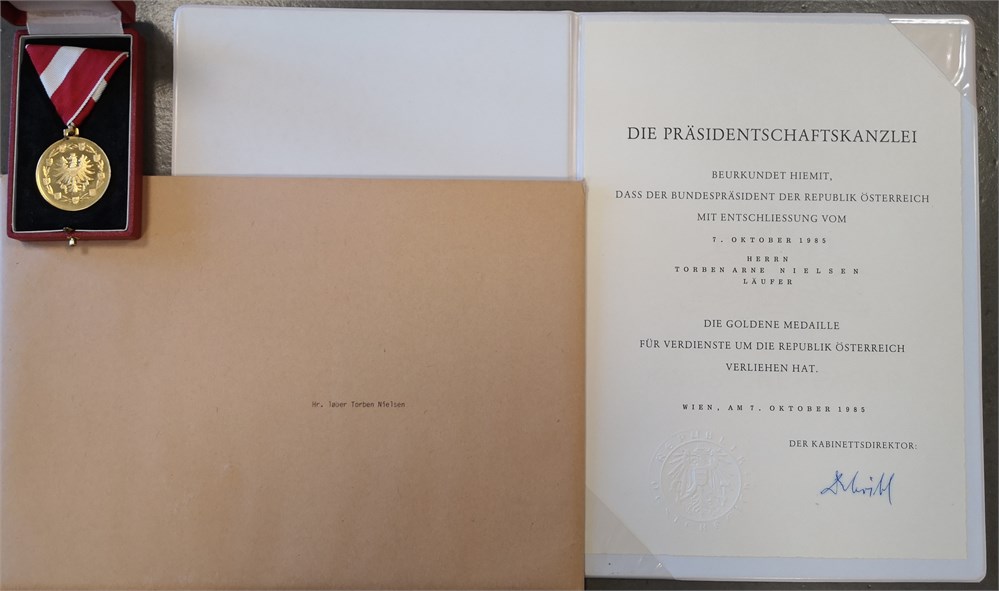 DIE PRÄSIDENTSCHAFTSKANZLEI
BEURKUNDET HIEMIT,
DASS DER BUNDESPRÄSIDENT DER REPUBLIK ÖSTERREICH
MIT ENTSCHLIESSUNG VOM
7. OKTOBER 1985
HERRN
TORBEN ARNE NIELSEN
LÄUFER
DIE GOLDENE MEDAILLE
FÜR VERDIENSTE UM DIE REPUBLIK ÖSTERREICH
VERLIEHEN HAT.
WIEN, AM 7. OKTOBER 1985
DER KABINETTSDIREKTOR:
Hr. løber Torben Nielsen